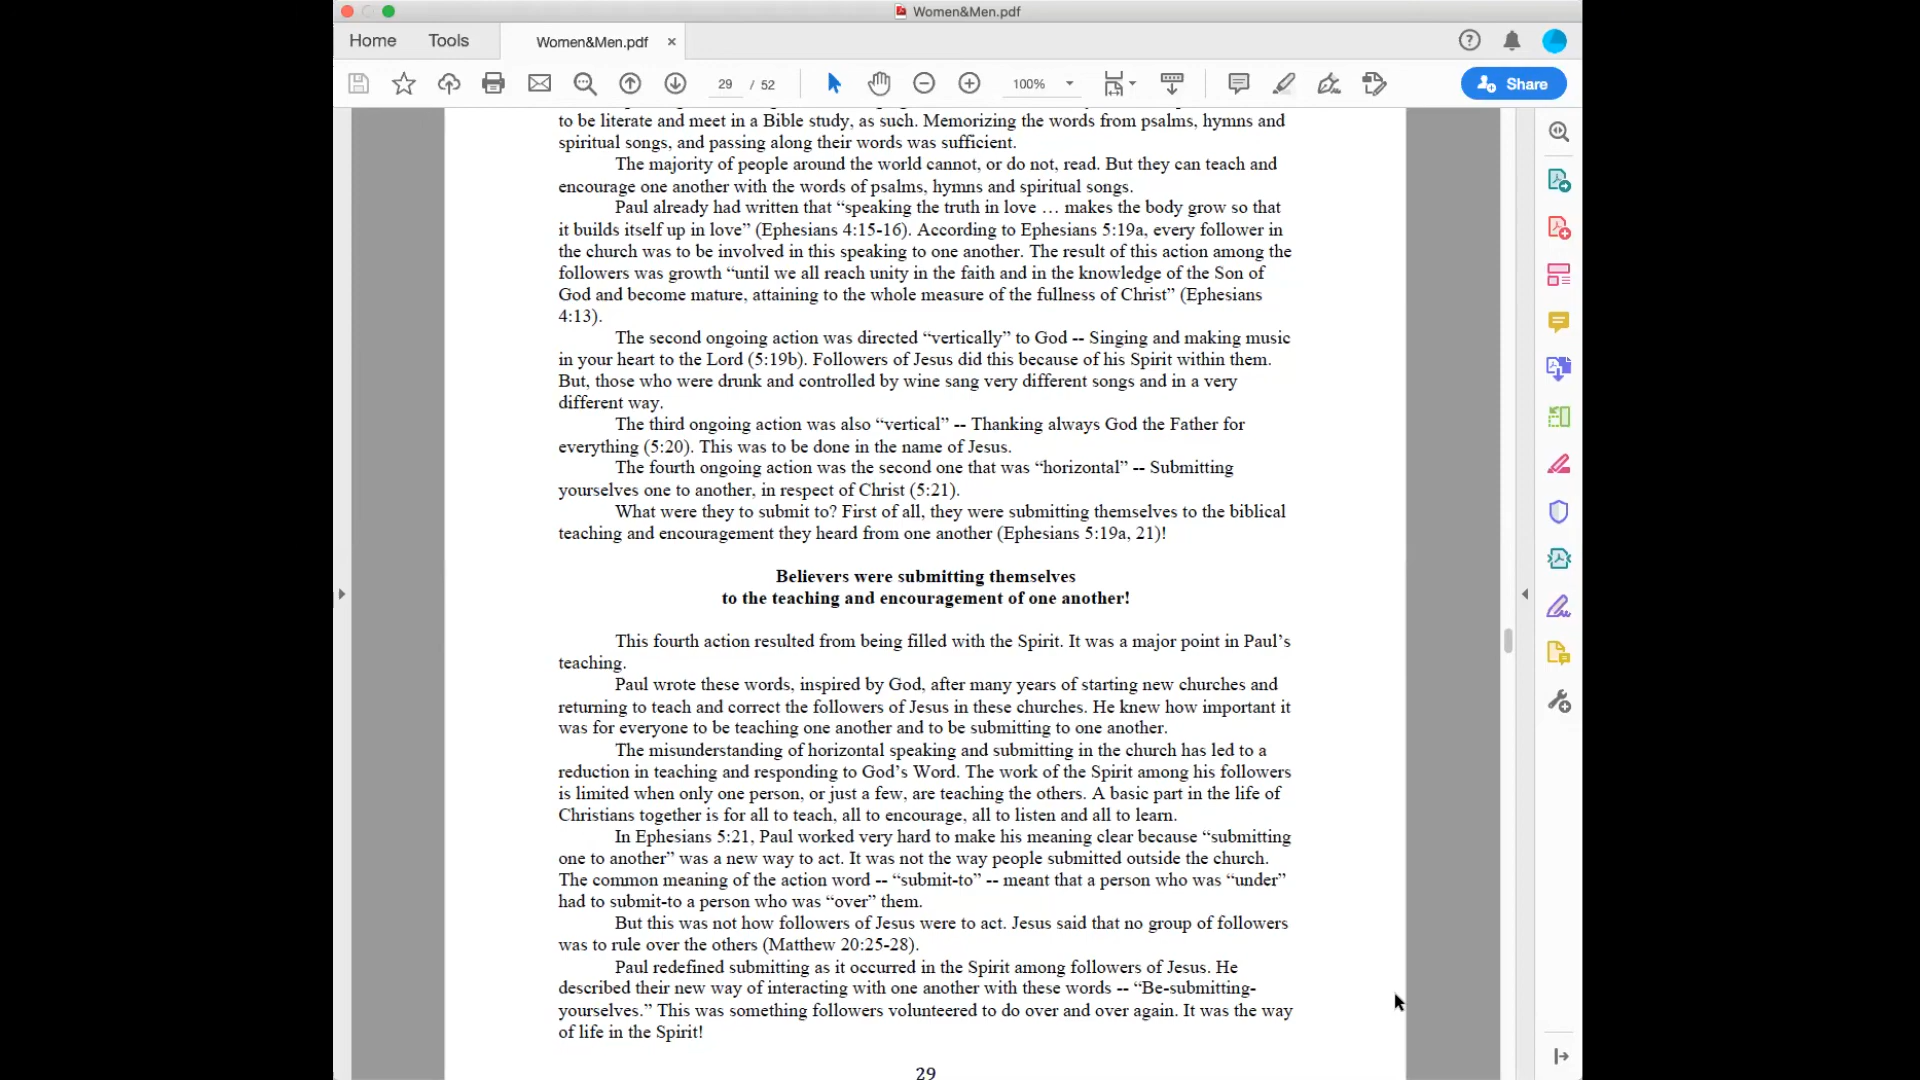 Women&Men.pdf
Home Tools Women&Men.pdf ×
29 / 52 100% Share
to be literate and meet in a Bible study, as such. Memorizing the words from psalms, hymns and
spiritual songs, and passing along their words was sufficient.
The majority of people around the world cannot, or do not, read. But they can teach and
encourage one another with the words of psalms, hymns and spiritual songs.
Paul already had written that “speaking the truth in love … makes the body grow so that
it builds itself up in love” (Ephesians 4:15-16). According to Ephesians 5:19a, every follower in
the church was to be involved in this speaking to one another. The result of this action among the
followers was growth “until we all reach unity in the faith and in the knowledge of the Son of
God and become mature, attaining to the whole measure of the fullness of Christ” (Ephesians
4:13).
The second ongoing action was directed “vertically” to God -- Singing and making music
in your heart to the Lord (5:19b). Followers of Jesus did this because of his Spirit within them.
But, those who were drunk and controlled by wine sang very different songs and in a very
different way.
The third ongoing action was also “vertical” -- Thanking always God the Father for
everything (5:20). This was to be done in the name of Jesus.
The fourth ongoing action was the second one that was “horizontal” -- Submitting
yourselves one to another, in respect of Christ (5:21).
What were they to submit to? First of all, they were submitting themselves to the biblical
teaching and encouragement they heard from one another (Ephesians 5:19a, 21)!
Believers were submitting themselves
to the teaching and encouragement of one another!
This fourth action resulted from being filled with the Spirit. It was a major point in Paul’s
teaching.
Paul wrote these words, inspired by God, after many years of starting new churches and
returning to teach and correct the followers of Jesus in these churches. He knew how important it
was for everyone to be teaching one another and to be submitting to one another.
The misunderstanding of horizontal speaking and submitting in the church has led to a
reduction in teaching and responding to God’s Word. The work of the Spirit among his followers
is limited when only one person, or just a few, are teaching the others. A basic part in the life of
Christians together is for all to teach, all to encourage, all to listen and all to learn.
In Ephesians 5:21, Paul worked very hard to make his meaning clear because “submitting
one to another” was a new way to act. It was not the way people submitted outside the church.
The common meaning of the action word -- “submit-to” -- meant that a person who was “under”
had to submit-to a person who was “over” them.
But this was not how followers of Jesus were to act. Jesus said that no group of followers
was to rule over the others (Matthew 20:25-28).
Paul redefined submitting as it occurred in the Spirit among followers of Jesus. He
described their new way of interacting with one another with these words -- “Be-submitting-
yourselves.” This was something followers volunteered to do over and over again. It was the way
of life in the Spirit!
29